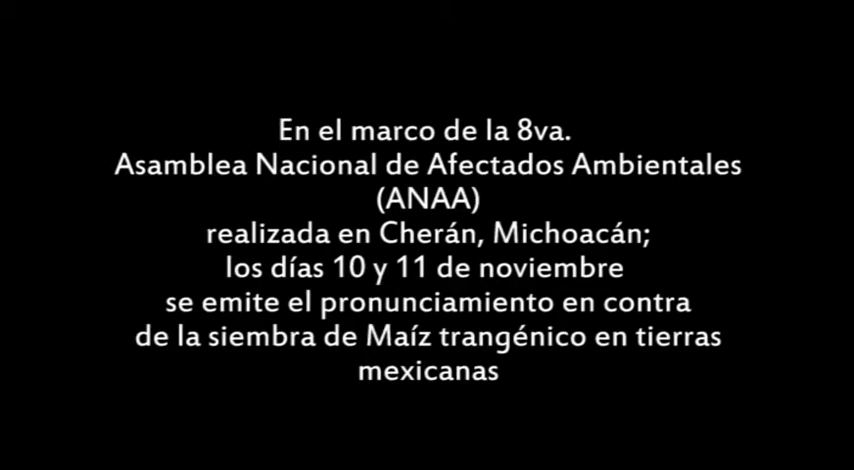 En el marco de la 8va.
Asamblea Nacional de Afectados Ambientales
(ANAA)
realizada en Cherán, Michoacán;
los días 10 y 11 de noviembre
se emite el pronunciamiento en contra
de la siembra de Maíz trangénico en tierras
mexicanas